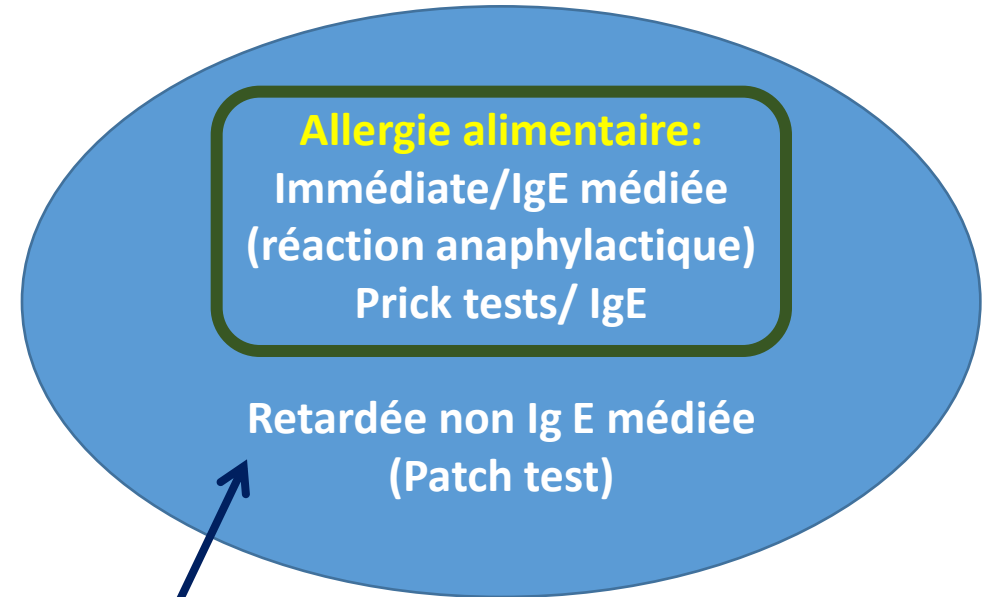 Allergie alimentaire:
Immédiate/IgE médiée
(réaction anaphylactique)
Prick tests/ IgE
Retardée non Ig E médiée
(Patch test)